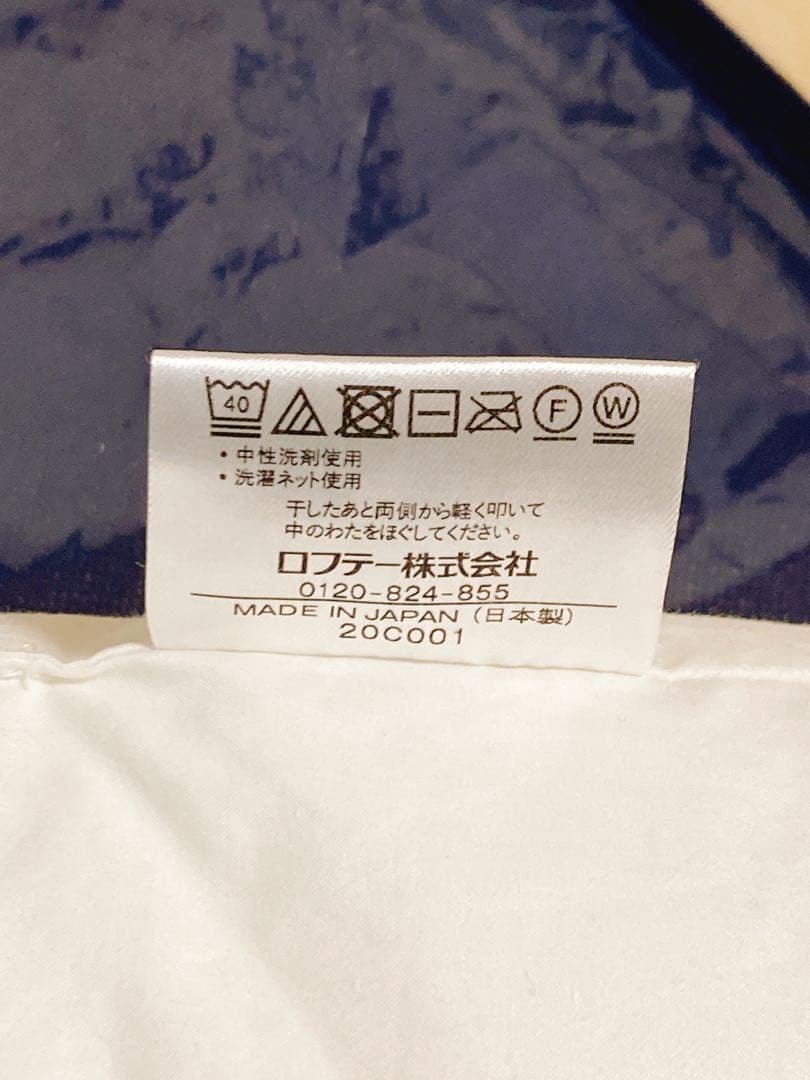 40 F W
・中性洗剤使用
・洗濯ネット使用
干したあと両側から軽く叩いて
中のわたをほぐしてください。
ロフテー株式会社
0120-824-855
MADE IN JAPAN (日本製)
20C001